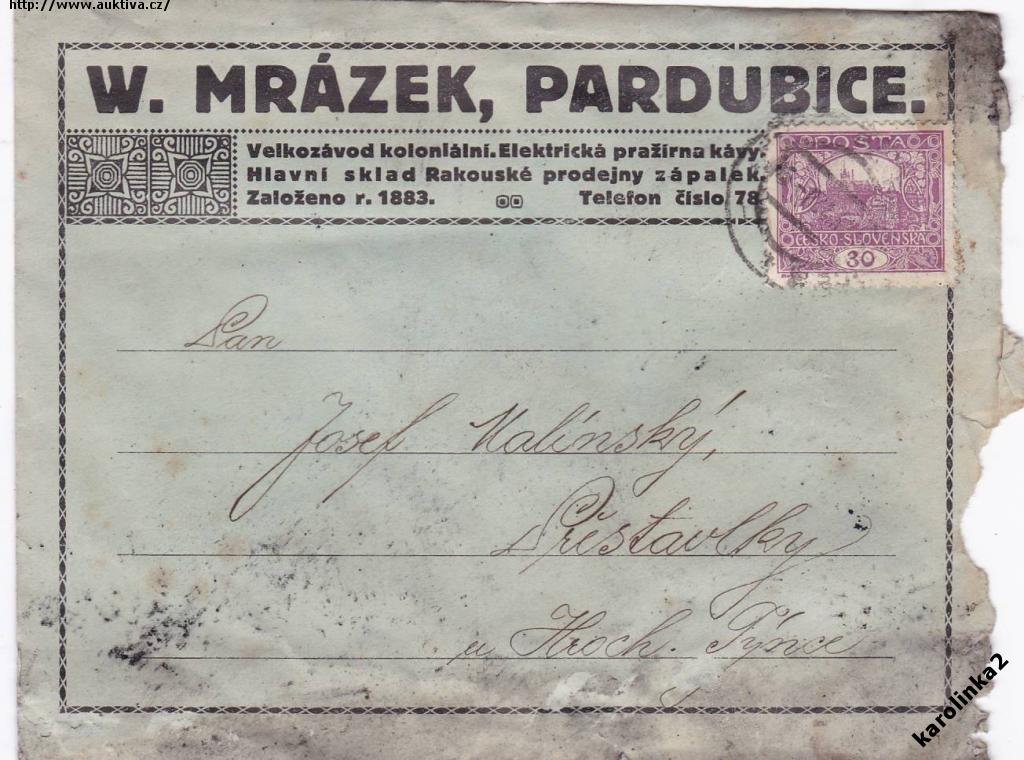 http://www.auktiva.cz/
W. MRÁZEK, PARDUBICE.
Velkozávod koloniální. Elektrická pražírna kávy.
Hlavní sklad Rakouské prodejny zápalek.
Založeno r. 1883. Telefon číslo 78
POŠTA
ČESKO-SLOVENSKÁ
30
Pan
Josef Malínský,
Přestavlky
u Hroch. Týnce
karolinka2